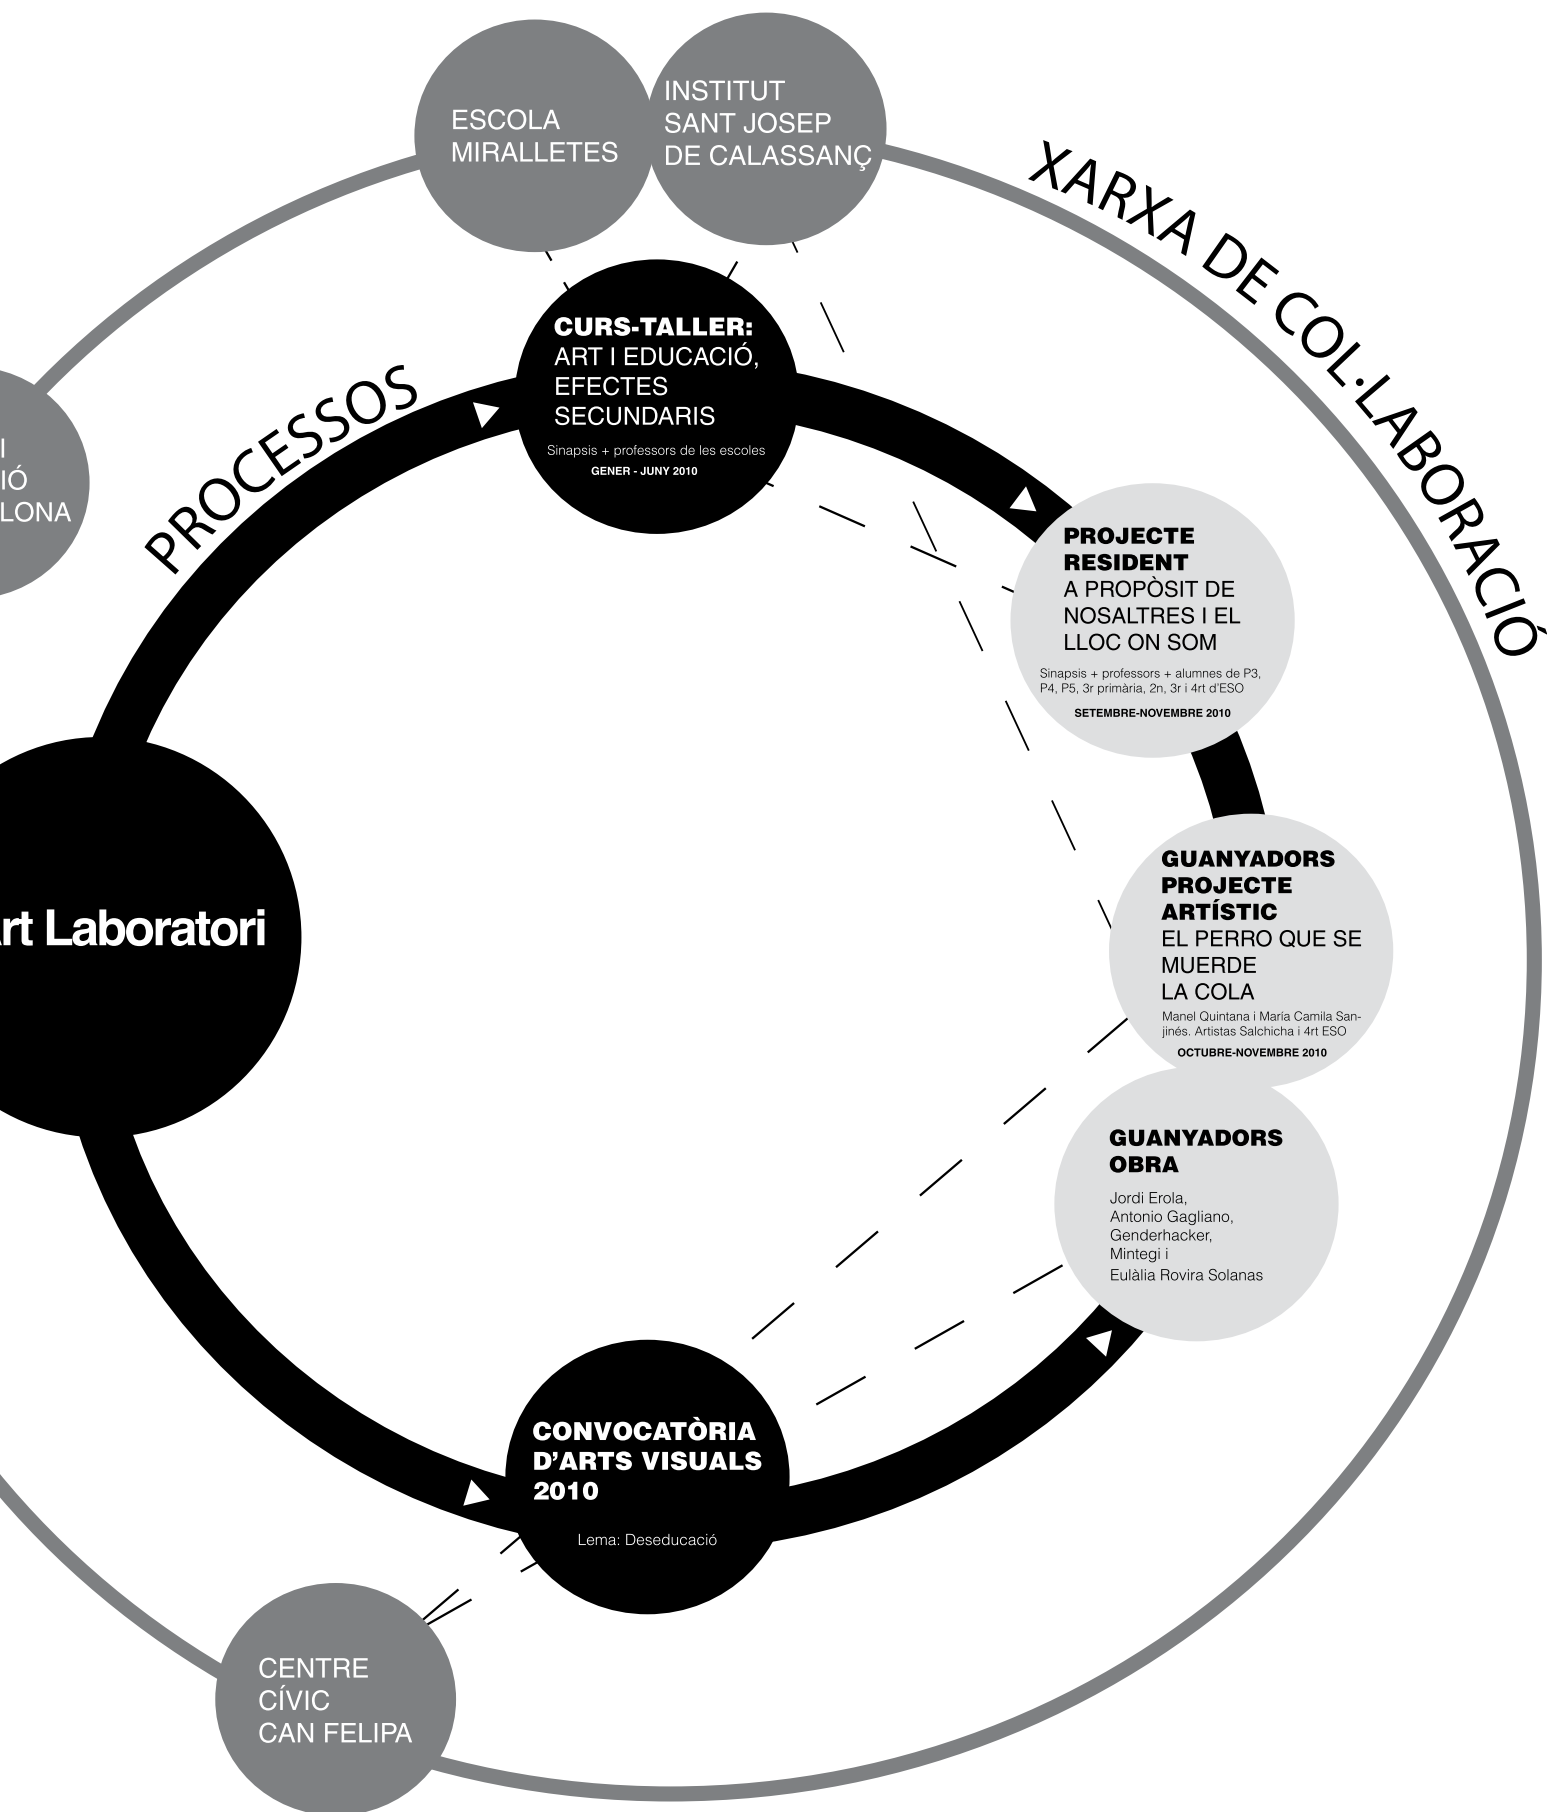 ESCOLA
MIRALLETES
INSTITUT
SANT JOSEP
DE CALASSANÇ
XARXA DE COL·LABORACIÓ
PROCESSOS
CURS-TALLER:
ART I EDUCACIÓ,
EFECTES
SECUNDARIS
Sinapsis + professors de les escoles
GENER - JUNY 2010
I
IÓ
LONA
PROJECTE
RESIDENT
A PROPÒSIT DE
NOSALTRES I EL
LLOC ON SOM
Sinapsis + professors + alumnes de P3,
P4, P5, 3r primària, 2n, 3r i 4rt d'ESO
SETEMBRE-NOVEMBRE 2010
rt Laboratori
GUANYADORS
PROJECTE
ARTÍSTIC
EL PERRO QUE SE
MUERDE
LA COLA
Manel Quintana i María Camila San-
jinés. Artistas Salchicha i 4rt ESO
OCTUBRE-NOVEMBRE 2010
GUANYADORS
OBRA
Jordi Erola,
Antonio Gagliano,
Genderhacker,
Mintegi i
Eulàlia Rovira Solanas
CONVOCATÒRIA
D'ARTS VISUALS
2010
Lema: Deseducació
CENTRE
CÍVIC
CAN FELIPA